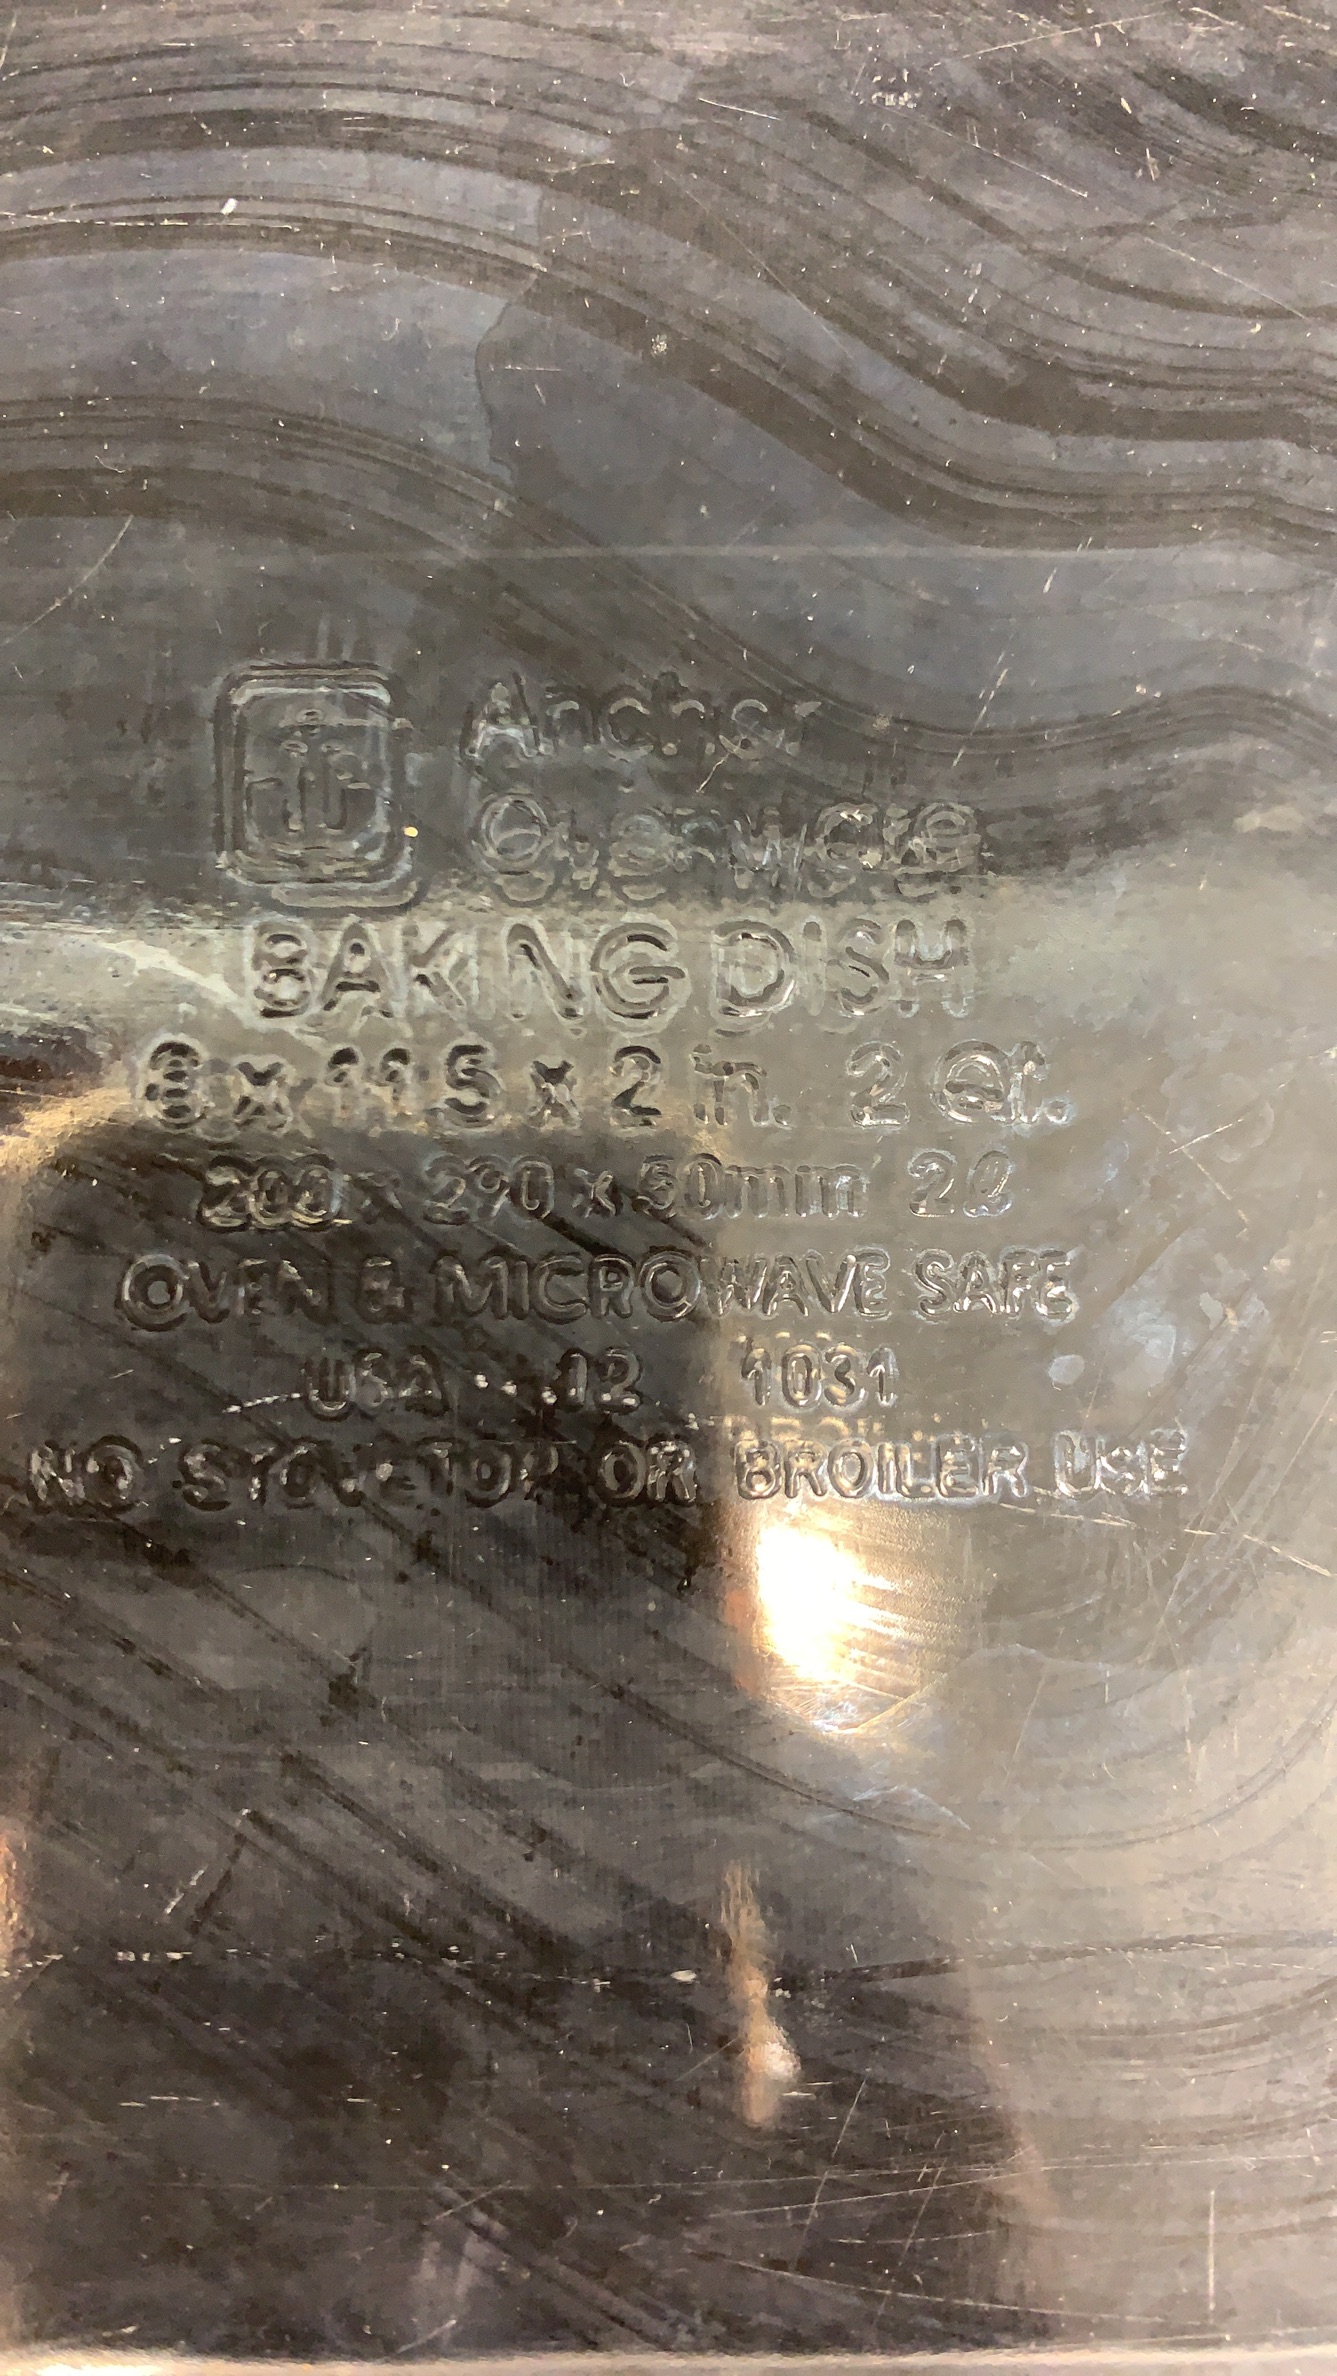 Anchor
Ovenware
BAKING DISH
8 x 11.5 x 2 in. 2 Qt.
200 x 290 x 50mm 2ℓ
OVEN & MICROWAVE SAFE
USA 12 1031
NO STOVETOP OR BROILER USE